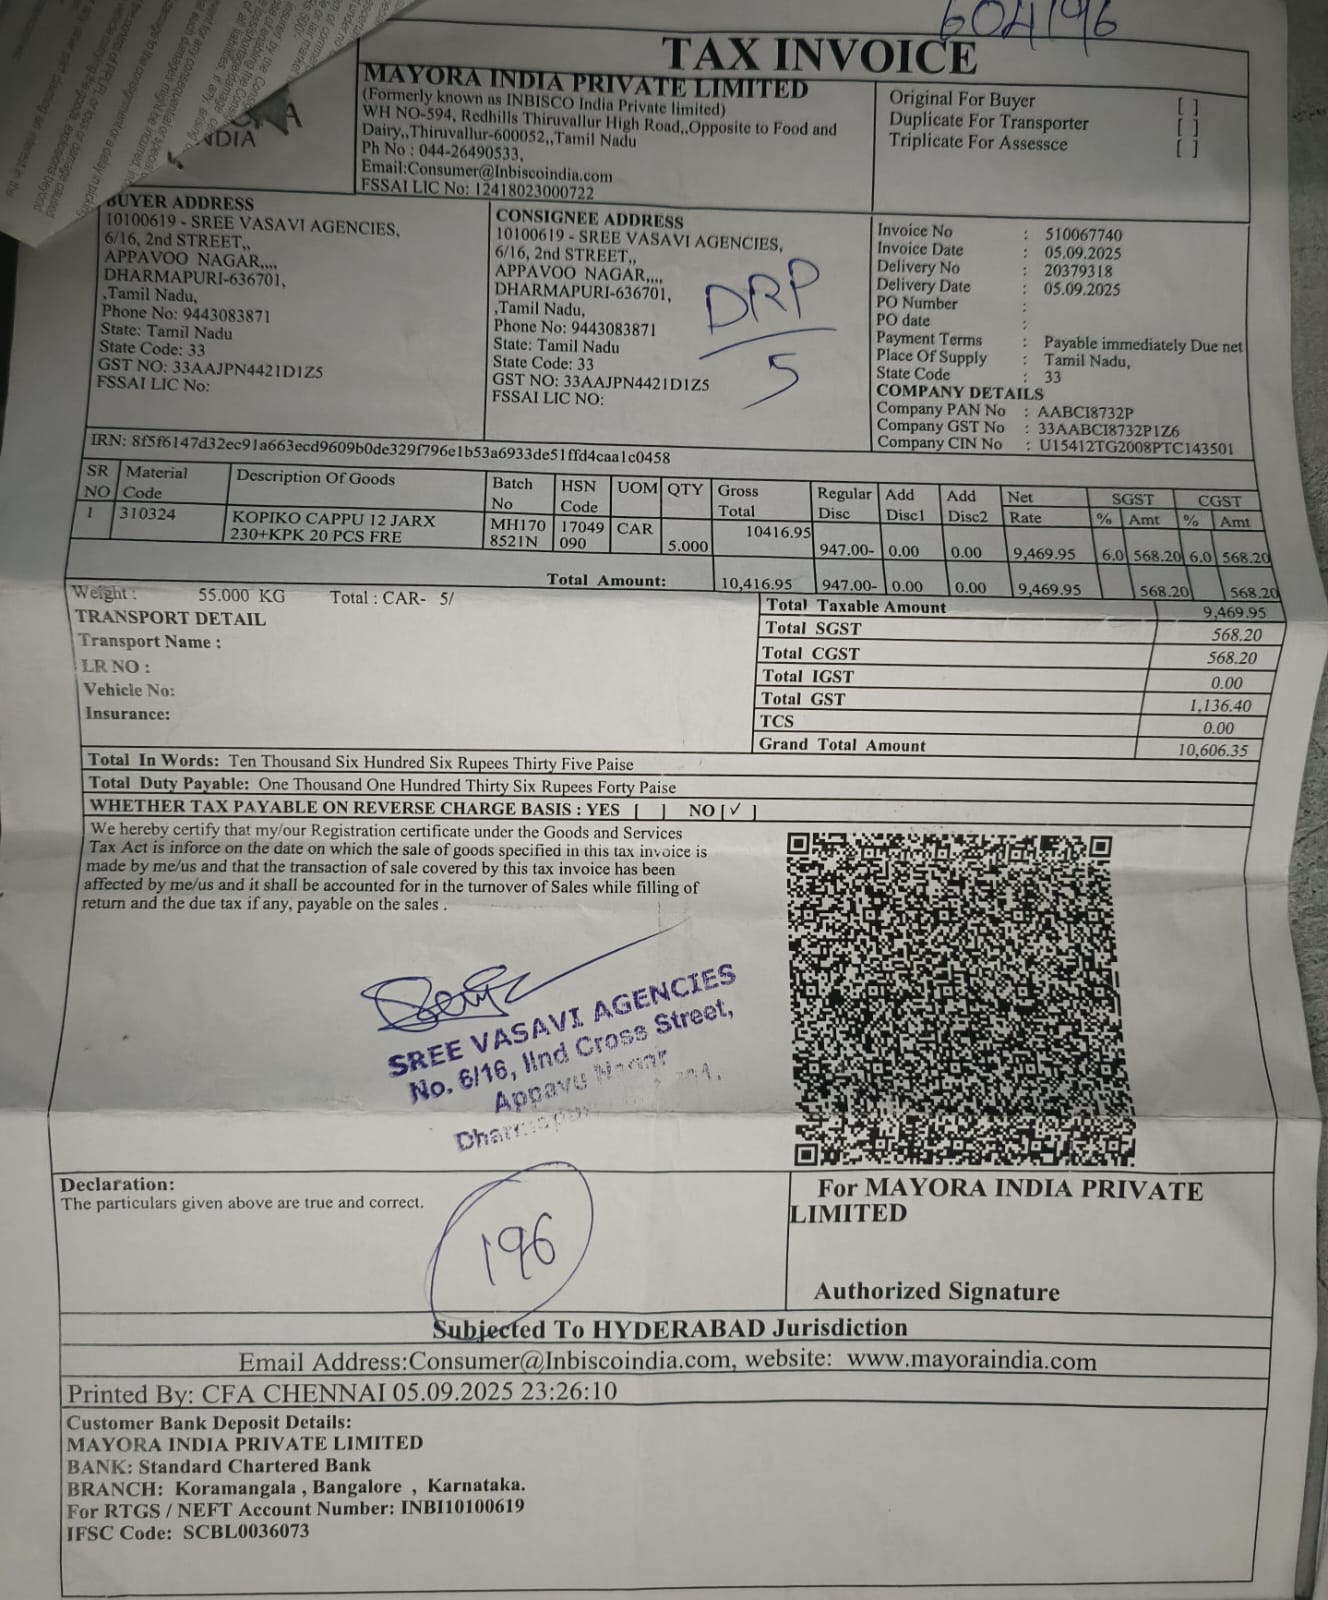 604/196
TAX INVOICE
MAYORA INDIA PRIVATE LIMITED
(Formerly known as INBISCO India Private limited)
WH NO-594, Redhills Thiruvallur High Road,,Opposite to Food and
Dairy,,Thiruvallur-600052,,Tamil Nadu
Ph No : 044-26490533,
Email:Consumer@Inbiscoindia.com
FSSAI LIC No: 12418023000722
Original For Buyer [ ]
Duplicate For Transporter [ ]
Triplicate For Assessce [ ]
NDIA
BUYER ADDRESS
10100619 - SREE VASAVI AGENCIES,
6/16, 2nd STREET,,
APPAVOO NAGAR,,,,
DHARMAPURI-636701,
,Tamil Nadu,
Phone No: 9443083871
State: Tamil Nadu
State Code: 33
GST NO: 33AAJPN4421D1Z5
FSSAI LIC No:
CONSIGNEE ADDRESS
10100619 - SREE VASAVI AGENCIES,
6/16, 2nd STREET,,
APPAVOO NAGAR,,,,
DHARMAPURI-636701,
,Tamil Nadu,
Phone No: 9443083871
State: Tamil Nadu
State Code: 33
GST NO: 33AAJPN4421D1Z5
FSSAI LIC NO:
DRP
5
Invoice No : 510067740
Invoice Date : 05.09.2025
Delivery No : 20379318
Delivery Date : 05.09.2025
PO Number :
PO date :
Payment Terms : Payable immediately Due net
Place Of Supply : Tamil Nadu,
State Code : 33
COMPANY DETAILS
Company PAN No : AABCI8732P
Company GST No : 33AABCI8732P1Z6
Company CIN No : U15412TG2008PTC143501
IRN: 8f5f6147d32ec91a663ecd9609b0de329f796e1b53a6933de51ffd4caa1c0458
SR NO Material Code Description Of Goods Batch No HSN Code UOM QTY Gross Total Regular Disc Add Disc1 Add Disc2 Net Rate SGST % Amt CGST % Amt
1 310324 KOPIKO CAPPU 12 JARX 230+KPK 20 PCS FRE MH170 8521N 17049 090 CAR 5.000 10416.95 947.00- 0.00 0.00 9,469.95 6.0 568.20 6.0 568.20
Total Amount: 10,416.95 947.00- 0.00 0.00 9,469.95 568.20 568.20
Weight : 55.000 KG Total : CAR- 5/
TRANSPORT DETAIL
Transport Name :
LR NO :
Vehicle No:
Insurance:
Total Taxable Amount 9,469.95
Total SGST 568.20
Total CGST 568.20
Total IGST 0.00
Total GST 1,136.40
TCS 0.00
Grand Total Amount 10,606.35
Total In Words: Ten Thousand Six Hundred Six Rupees Thirty Five Paise
Total Duty Payable: One Thousand One Hundred Thirty Six Rupees Forty Paise
WHETHER TAX PAYABLE ON REVERSE CHARGE BASIS : YES [ ] NO [✓ ]
We hereby certify that my/our Registration certificate under the Goods and Services
Tax Act is inforce on the date on which the sale of goods specified in this tax invoice is
made by me/us and that the transaction of sale covered by this tax invoice has been
affected by me/us and it shall be accounted for in the turnover of Sales while filling of
return and the due tax if any, payable on the sales .
SREE VASAVI AGENCIES
No. 6/16, IInd Cross Street,
Appavu Nagar
Declaration:
The particulars given above are true and correct.
196
For MAYORA INDIA PRIVATE
LIMITED
Authorized Signature
Subjected To HYDERABAD Jurisdiction
Email Address:Consumer@Inbiscoindia.com, website: www.mayoraindia.com
Printed By: CFA CHENNAI 05.09.2025 23:26:10
Customer Bank Deposit Details:
MAYORA INDIA PRIVATE LIMITED
BANK: Standard Chartered Bank
BRANCH: Koramangala , Bangalore , Karnataka.
For RTGS / NEFT Account Number: INBI10100619
IFSC Code: SCBL0036073